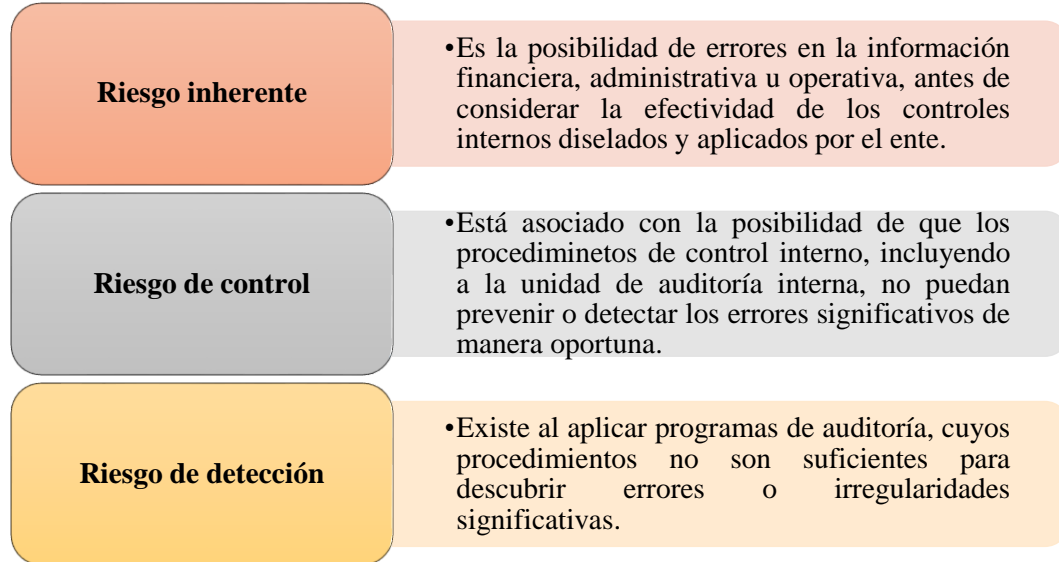 Riesgo inherente
•Es la posibilidad de errores en la información
financiera, administrativa u operativa, antes de
considerar la efectividad de los controles
internos diselados y aplicados por el ente.
Riesgo de control
•Está asociado con la posibilidad de que los
procediminetos de control interno, incluyendo
a la unidad de auditoría interna, no puedan
prevenir o detectar los errores significativos de
manera oportuna.
Riesgo de detección
•Existe al aplicar programas de auditoría, cuyos
procedimientos no son suficientes para
descubrir errores o irregularidades
significativas.